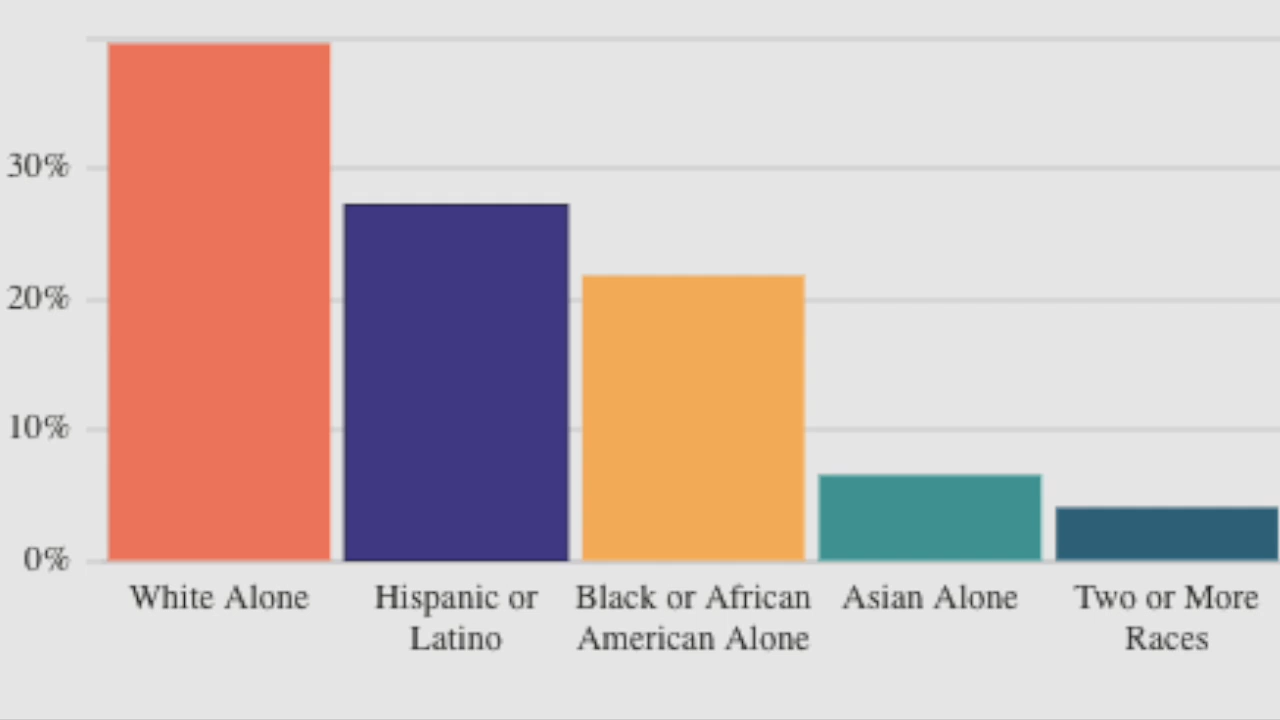 30%
20%
10%
0%
White Alone
Hispanic or
Latino
Black or African
American Alone
Asian Alone
Two or More
Races